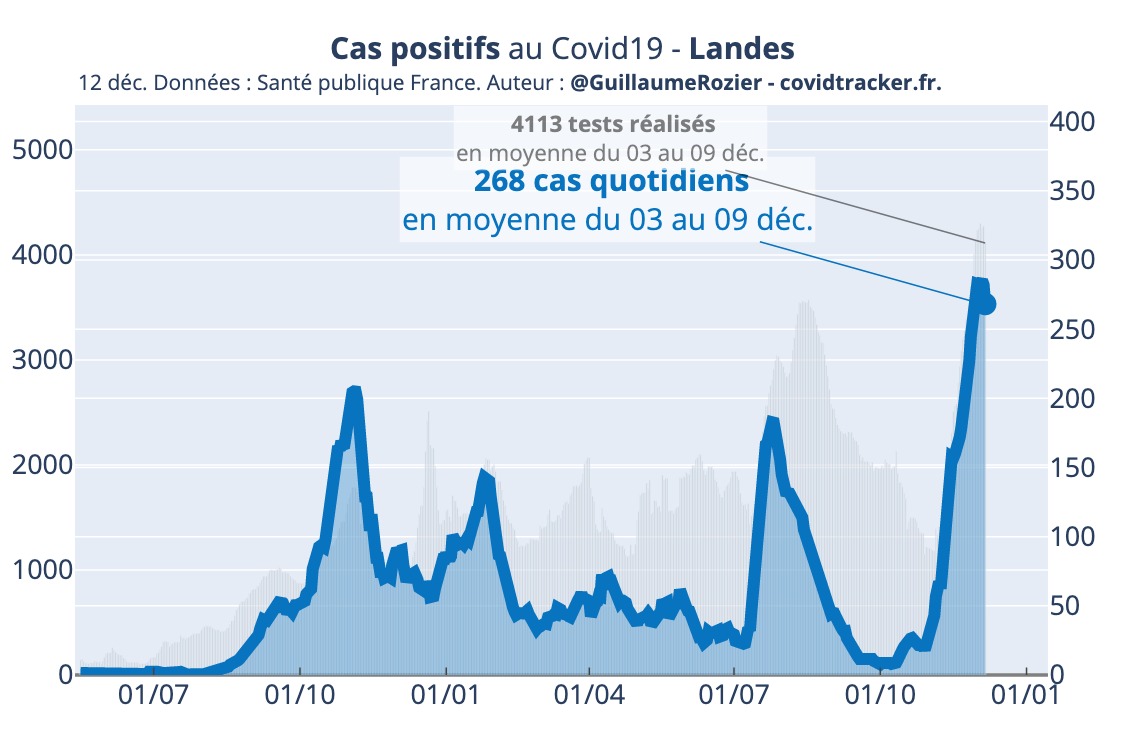 Cas positifs au Covid19 - Landes
12 déc. Données : Santé publique France. Auteur : @GuillaumeRozier - covidtracker.fr.
4113 tests réalisés
en moyenne du 03 au 09 déc.
268 cas quotidiens
en moyenne du 03 au 09 déc.
5000
4000
3000
2000
1000
0
400
350
300
250
200
150
100
50
0
01/07 01/10 01/01 01/04 01/07 01/10 01/01